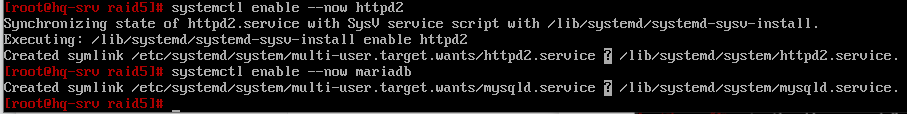 [root@hq-srv raid5]# systemctl enable --now httpd2
Synchronizing state of httpd2.service with SysV service script with /lib/systemd/systemd-sysv-install.
Executing: /lib/systemd/systemd-sysv-install enable httpd2
Created symlink /etc/systemd/system/multi-user.target.wants/httpd2.service ? /lib/systemd/system/httpd2.service.
[root@hq-srv raid5]# systemctl enable --now mariadb
Created symlink /etc/systemd/system/multi-user.target.wants/mysqld.service ? /lib/systemd/system/mysqld.service.
[root@hq-srv raid5]# _